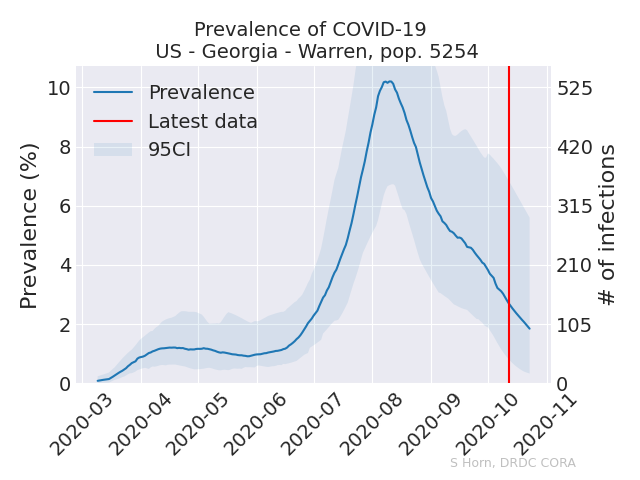 Prevalence of COVID-19
US - Georgia - Warren, pop. 5254
Prevalence
Latest data
95CI
Prevalence (%)
10
8
6
4
2
0
525
420
315
210
105
0
# of infections
2020-03
2020-04
2020-05
2020-06
2020-07
2020-08
2020-09
2020-10
2020-11
S Horn, DRDC CORA